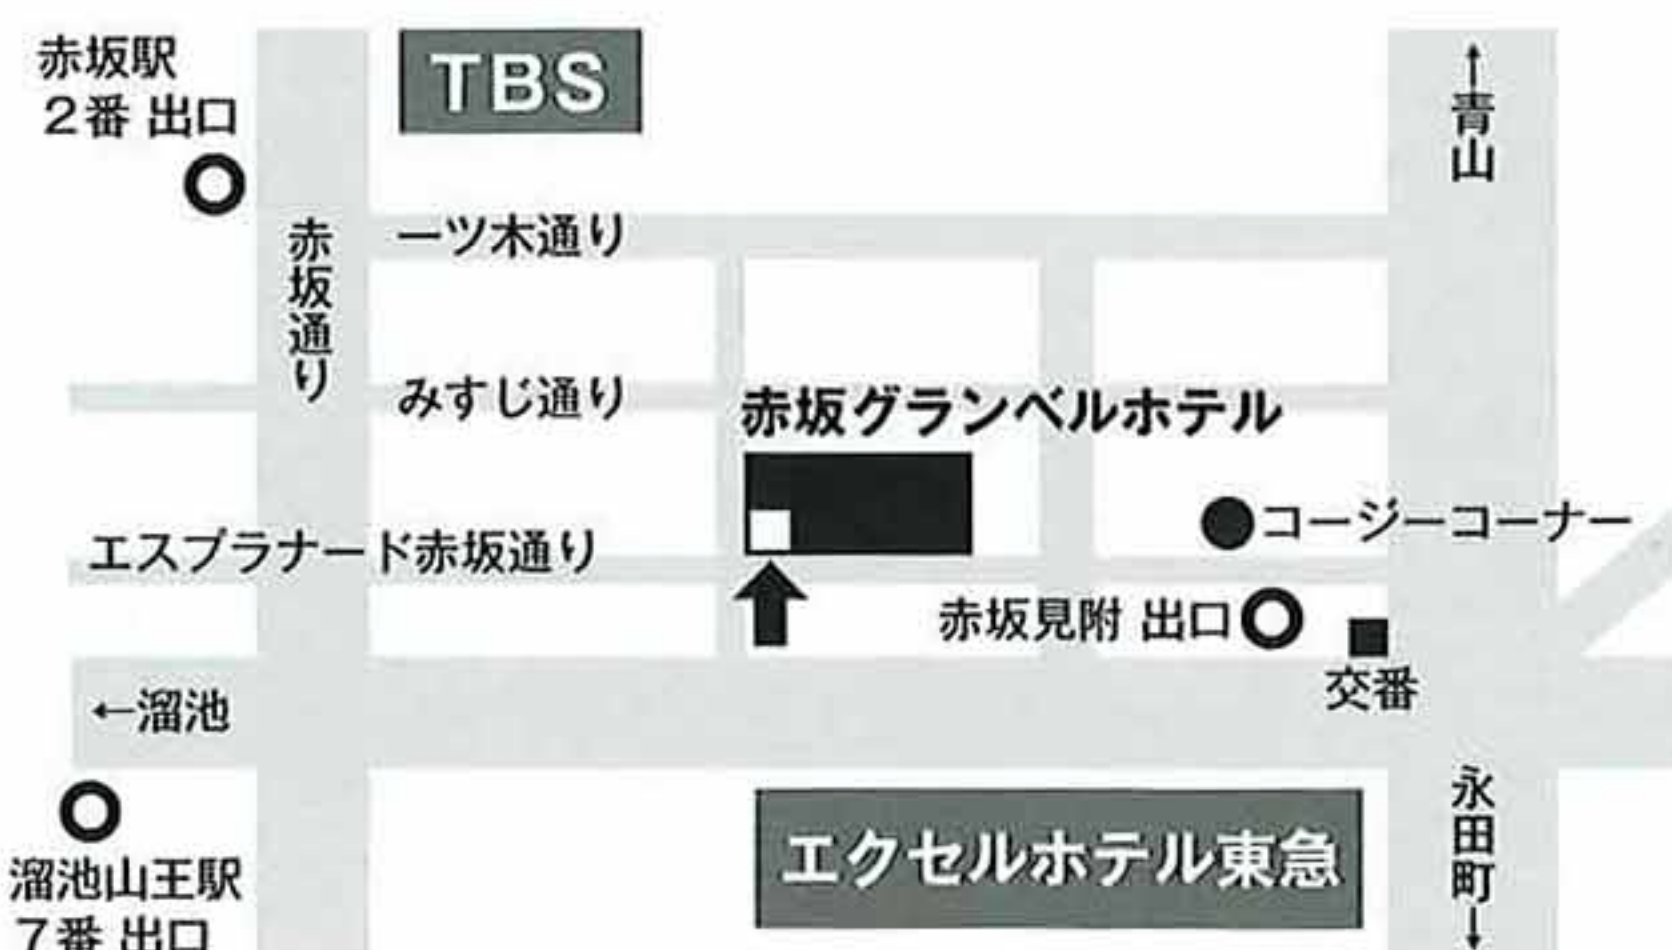 赤坂駅
2番 出口
TBS
↑青山
一ツ木通り
赤坂通り
みすじ通り
赤坂グランベルホテル
コージーコーナー
エスプラナード赤坂通り
赤坂見附 出口
交番
←溜池
永田町↓
エクセルホテル東急
溜池山王駅
7番 出口